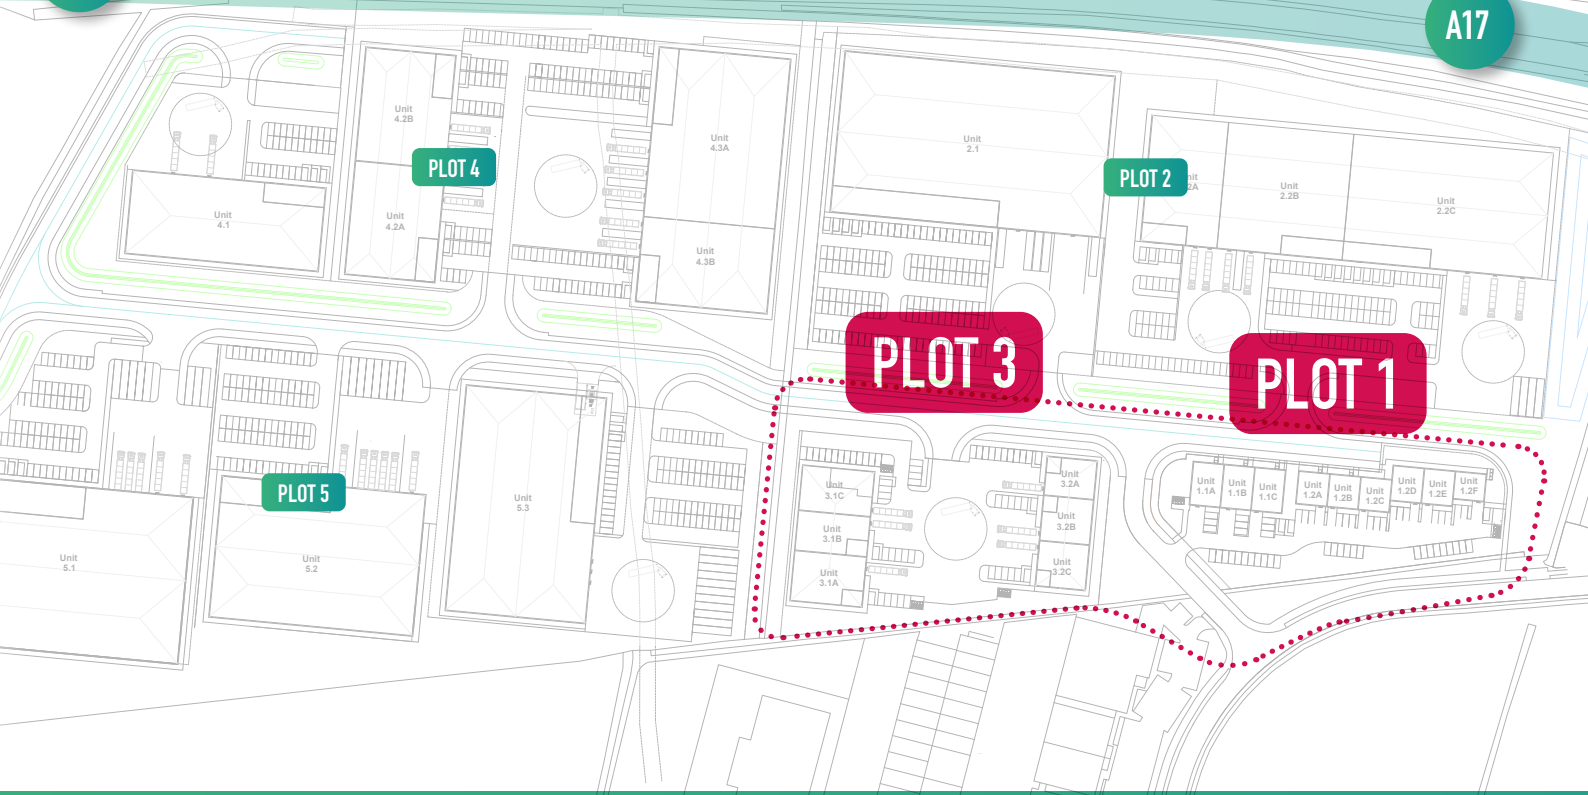 A17
Unit
4.2B
Unit
4.3A
Unit
2.1
PLOT 4
PLOT 2
nit
2A
Unit
2.2B
Unit
2.2C
Unit
4.1
Unit
4.2A
Unit
4.3B
PLOT 3
PLOT 1
PLOT 5
Unit
5.3
Unit
5.1
Unit
5.2
Unit
3.1C
Unit
3.1B
Unit
3.1A
Unit
3.2A
Unit
3.2B
Unit
3.2C
Unit
1.1A
Unit
1.1B
Unit
1.1C
Unit
1.2A
Unit
1.2B
Unit
1.2C
Unit
1.2D
Unit
1.2E
Unit
1.2F